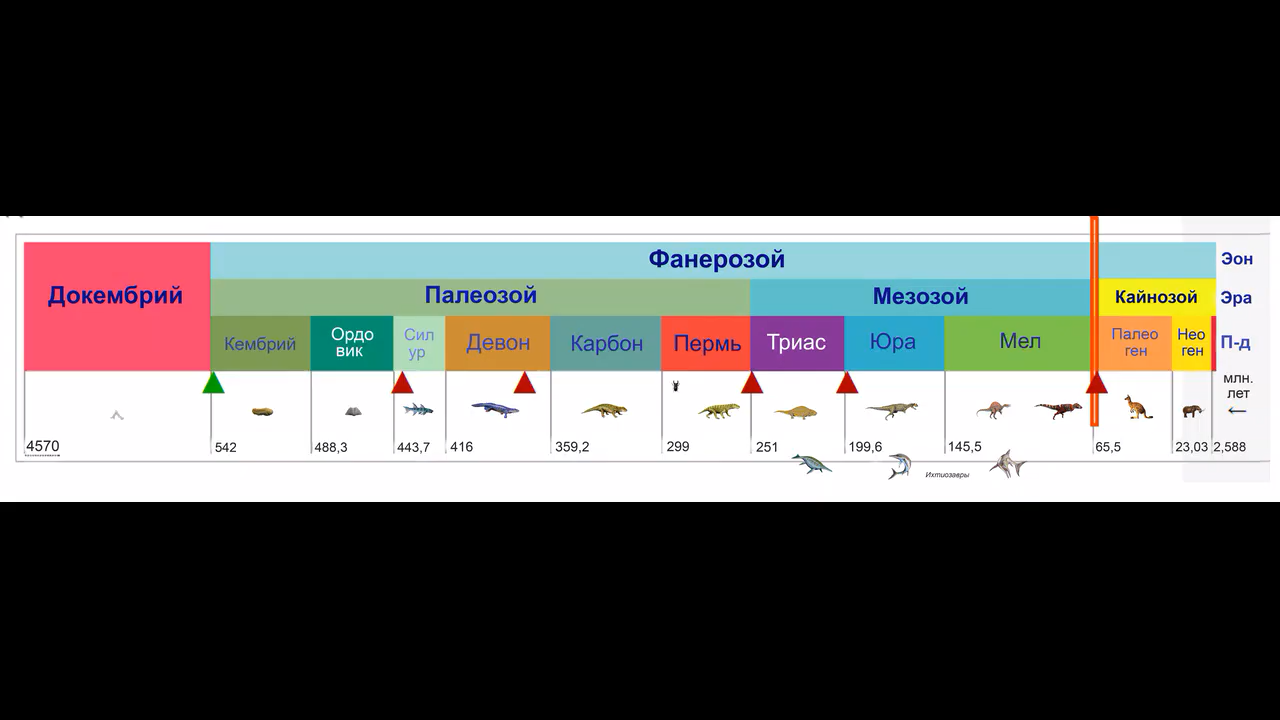 Фанерозой
Эон
Докембрий
Палеозой
Мезозой
Кайнозой
Эра
Кембрий
Ордо
вик
Сил
ур
Девон
Карбон
Пермь
Триас
Юра
Мел
Палео
ген
Нео
ген
П-д
млн.
лет
4570
542
488,3
443,7
416
359,2
299
251
199,6
145,5
65,5
23,03
2,588
Ихтиозавры